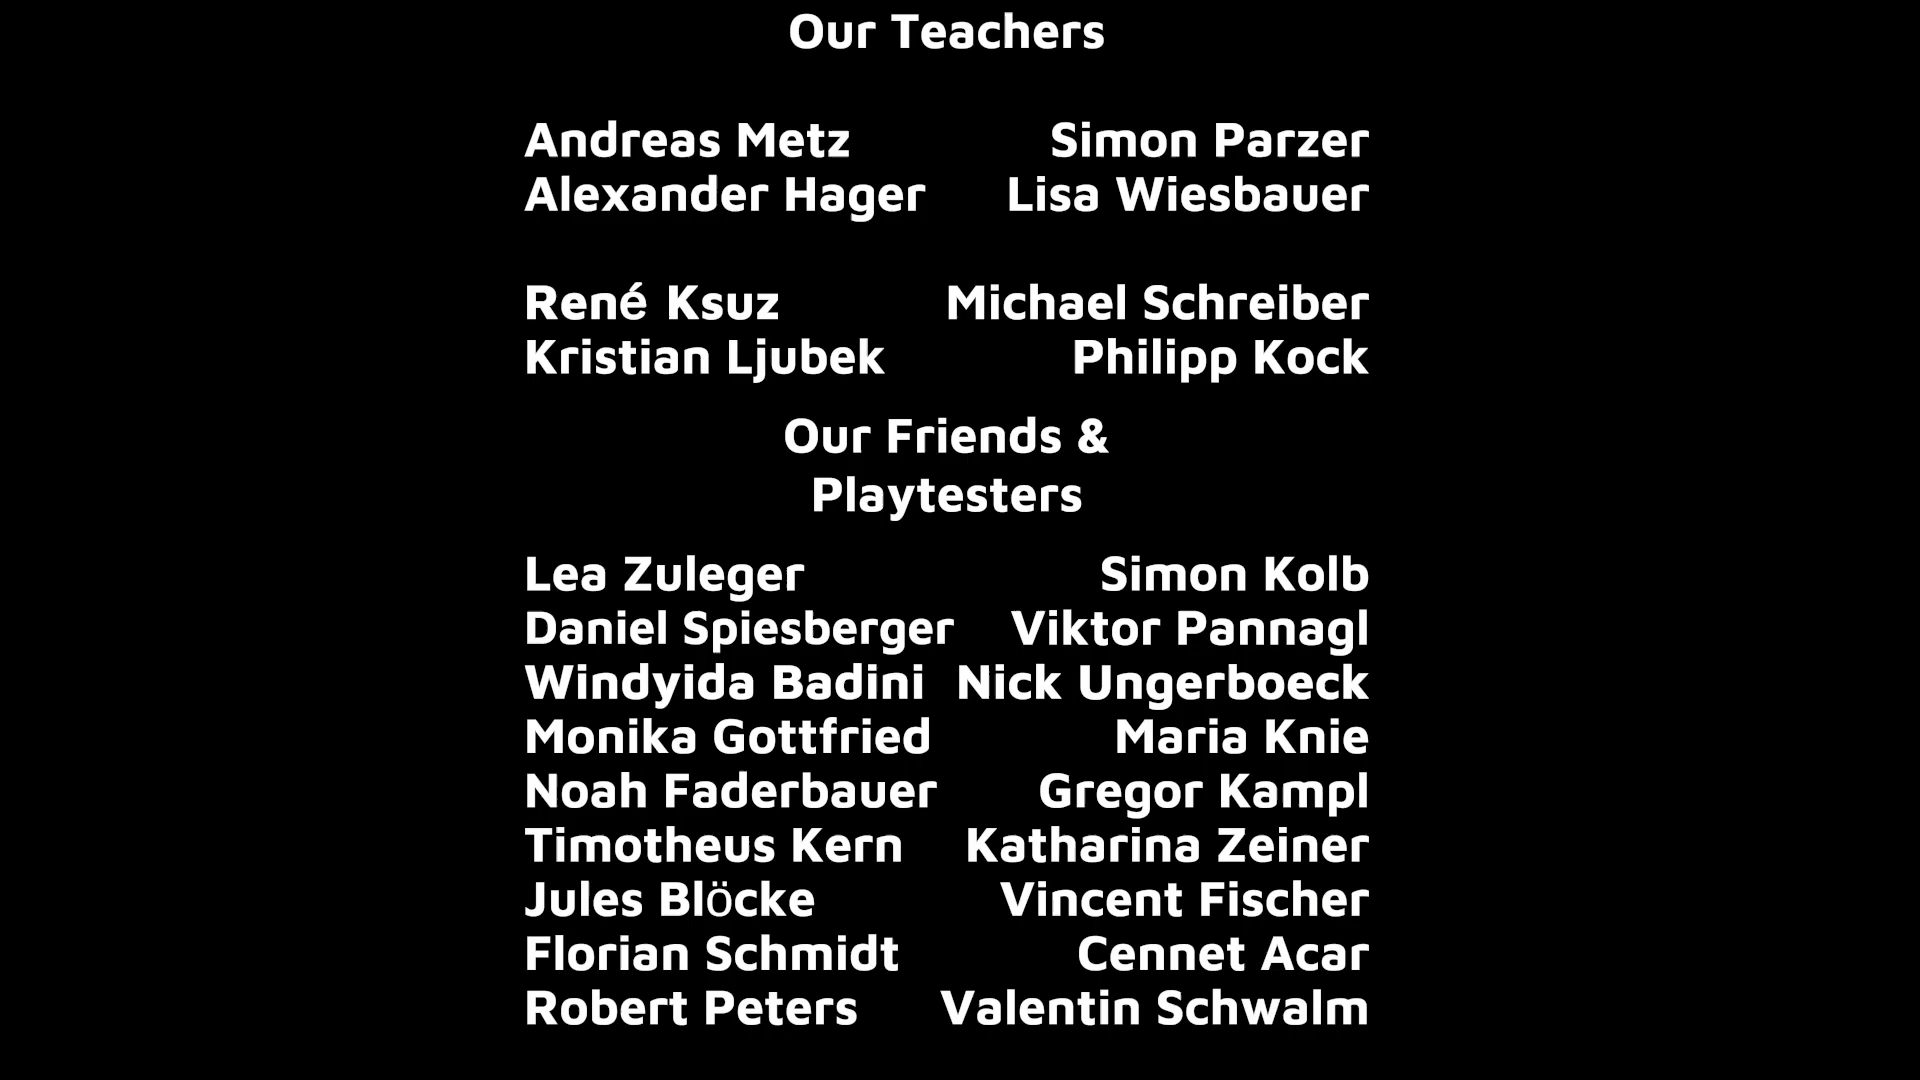 Our Teachers
Andreas Metz Simon Parzer
Alexander Hager Lisa Wiesbauer
René Ksuz Michael Schreiber
Kristian Ljubek Philipp Kock
Our Friends &
Playtesters
Lea Zuleger Simon Kolb
Daniel Spiesberger Viktor Pannagl
Windyida Badini Nick Ungerboeck
Monika Gottfried Maria Knie
Noah Faderbauer Gregor Kampl
Timotheus Kern Katharina Zeiner
Jules Blöcke Vincent Fischer
Florian Schmidt Cennet Acar
Robert Peters Valentin Schwalm